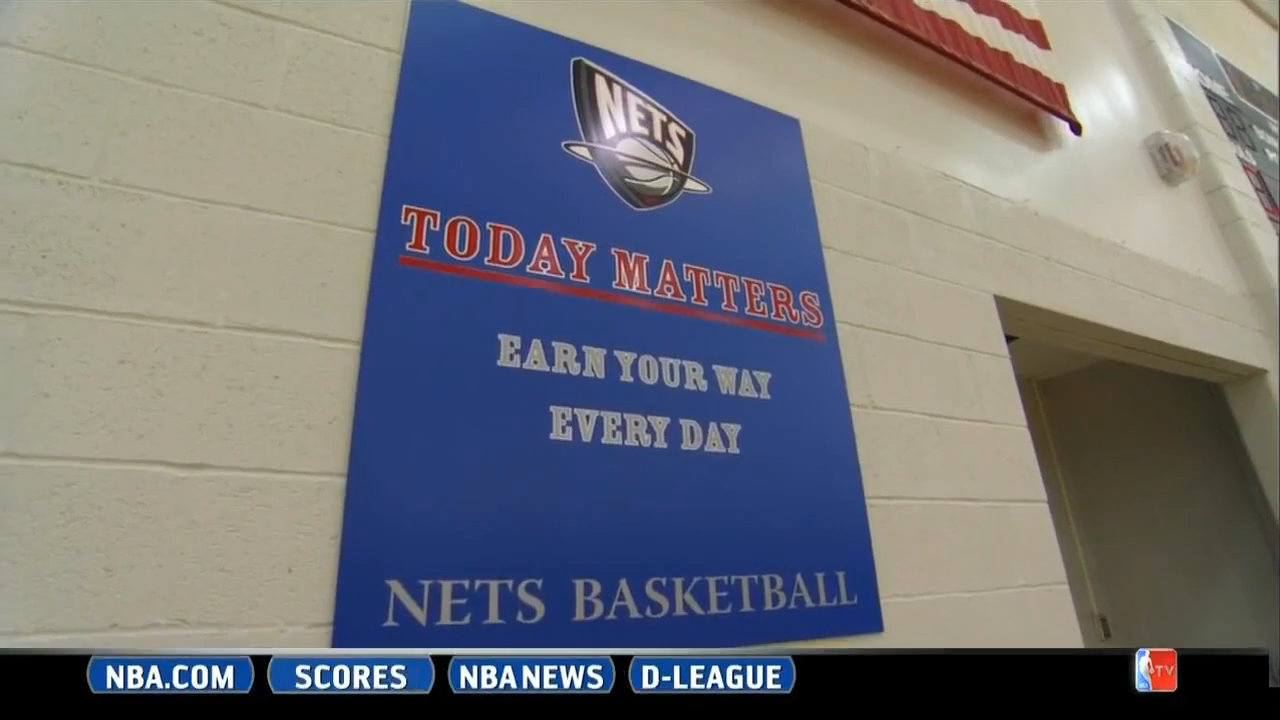 NETS
TODAY MATTERS
EARN YOUR WAY
EVERY DAY
NETS BASKETBALL
NBA.COM
SCORES
NBA NEWS
D-LEAGUE
TV